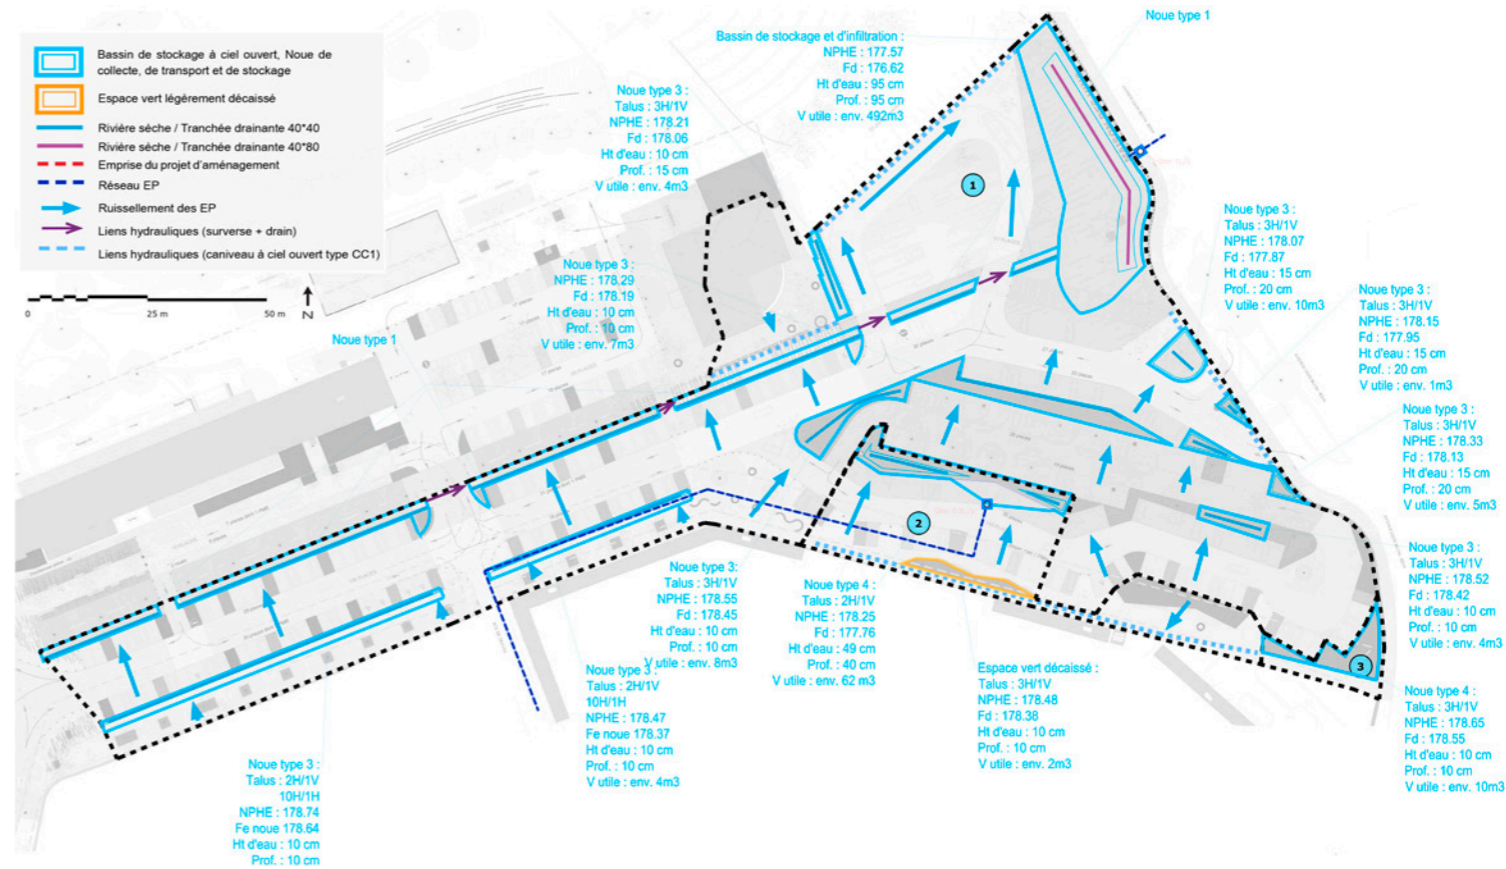 Bassin de stockage à ciel ouvert, Noue de
collecte, de transport et de stockage
Espace vert légèrement décaissé
Rivière sèche / Tranchée drainante 40*40
Rivière sèche / Tranchée drainante 40*80
Emprise du projet d'aménagement
Réseau EP
Ruissellement des EP
Liens hydrauliques (surverse + drain)
Liens hydrauliques (caniveau à ciel ouvert type CC1)
0
25 m
50 m
N
Noue type 1
Bassin de stockage et d'infiltration :
NPHE : 177.57
Fd : 176.62
Ht d'eau : 95 cm
Prof. : 95 cm
V utile : env. 492m3
Noue type 3 :
Talus : 3H/1V
NPHE : 178.21
Fd : 178.06
Ht d'eau : 10 cm
Prof. : 15 cm
V utile : env. 4m3
Noue type 3 :
NPHE : 178.29
Fd : 178.19
Ht d'eau : 10 cm
Prof. : 10 cm
V utile : env. 7m3
Noue type 1
1
Noue type 3 :
Talus : 3H/1V
NPHE : 178.07
Fd : 177.87
Ht d'eau : 15 cm
Prof. : 20 cm
V utile : env. 10m3
Noue type 3 :
Talus : 3H/1V
NPHE : 178.15
Fd : 177.95
Ht d'eau : 15 cm
Prof. : 20 cm
V utile : env. 1m3
Noue type 3 :
Talus : 3H/1V
NPHE : 178.33
Fd : 178.13
Ht d'eau : 15 cm
Prof. : 20 cm
V utile : env. 5m3
2
Noue type 3 :
Talus : 3H/1V
NPHE : 178.52
Fd : 178.42
Ht d'eau : 10 cm
Prof. : 10 cm
V utile : env. 4m3
Noue type 3:
Talus : 3H/1V
NPHE : 178.55
Fd : 178.45
Ht d'eau : 10 cm
Prof. : 10 cm
V utile : env. 8m3
Noue type 4 :
Talus : 2H/1V
NPHE : 178.25
Fd : 177.76
Ht d'eau : 49 cm
Prof. : 40 cm
V utile : env. 62 m3
Noue type 3 :
Talus : 2H/1V
10H/1H
NPHE : 178.47
Fe noue 178.37
Ht d'eau : 10 cm
Prof. : 10 cm
V utile : env. 4m3
Espace vert décaissé :
Talus : 3H/1V
NPHE : 178.48
Fd : 178.38
Ht d'eau : 10 cm
Prof. : 10 cm
V utile : env. 2m3
3
Noue type 4 :
Talus : 3H/1V
NPHE : 178.65
Fd : 178.55
Ht d'eau : 10 cm
Prof. : 10 cm
V utile : env. 10m3
Noue type 3 :
Talus : 2H/1V
10H/1H
NPHE : 178.74
Fe noue 178.64
Ht d'eau : 10 cm
Prof. : 10 cm